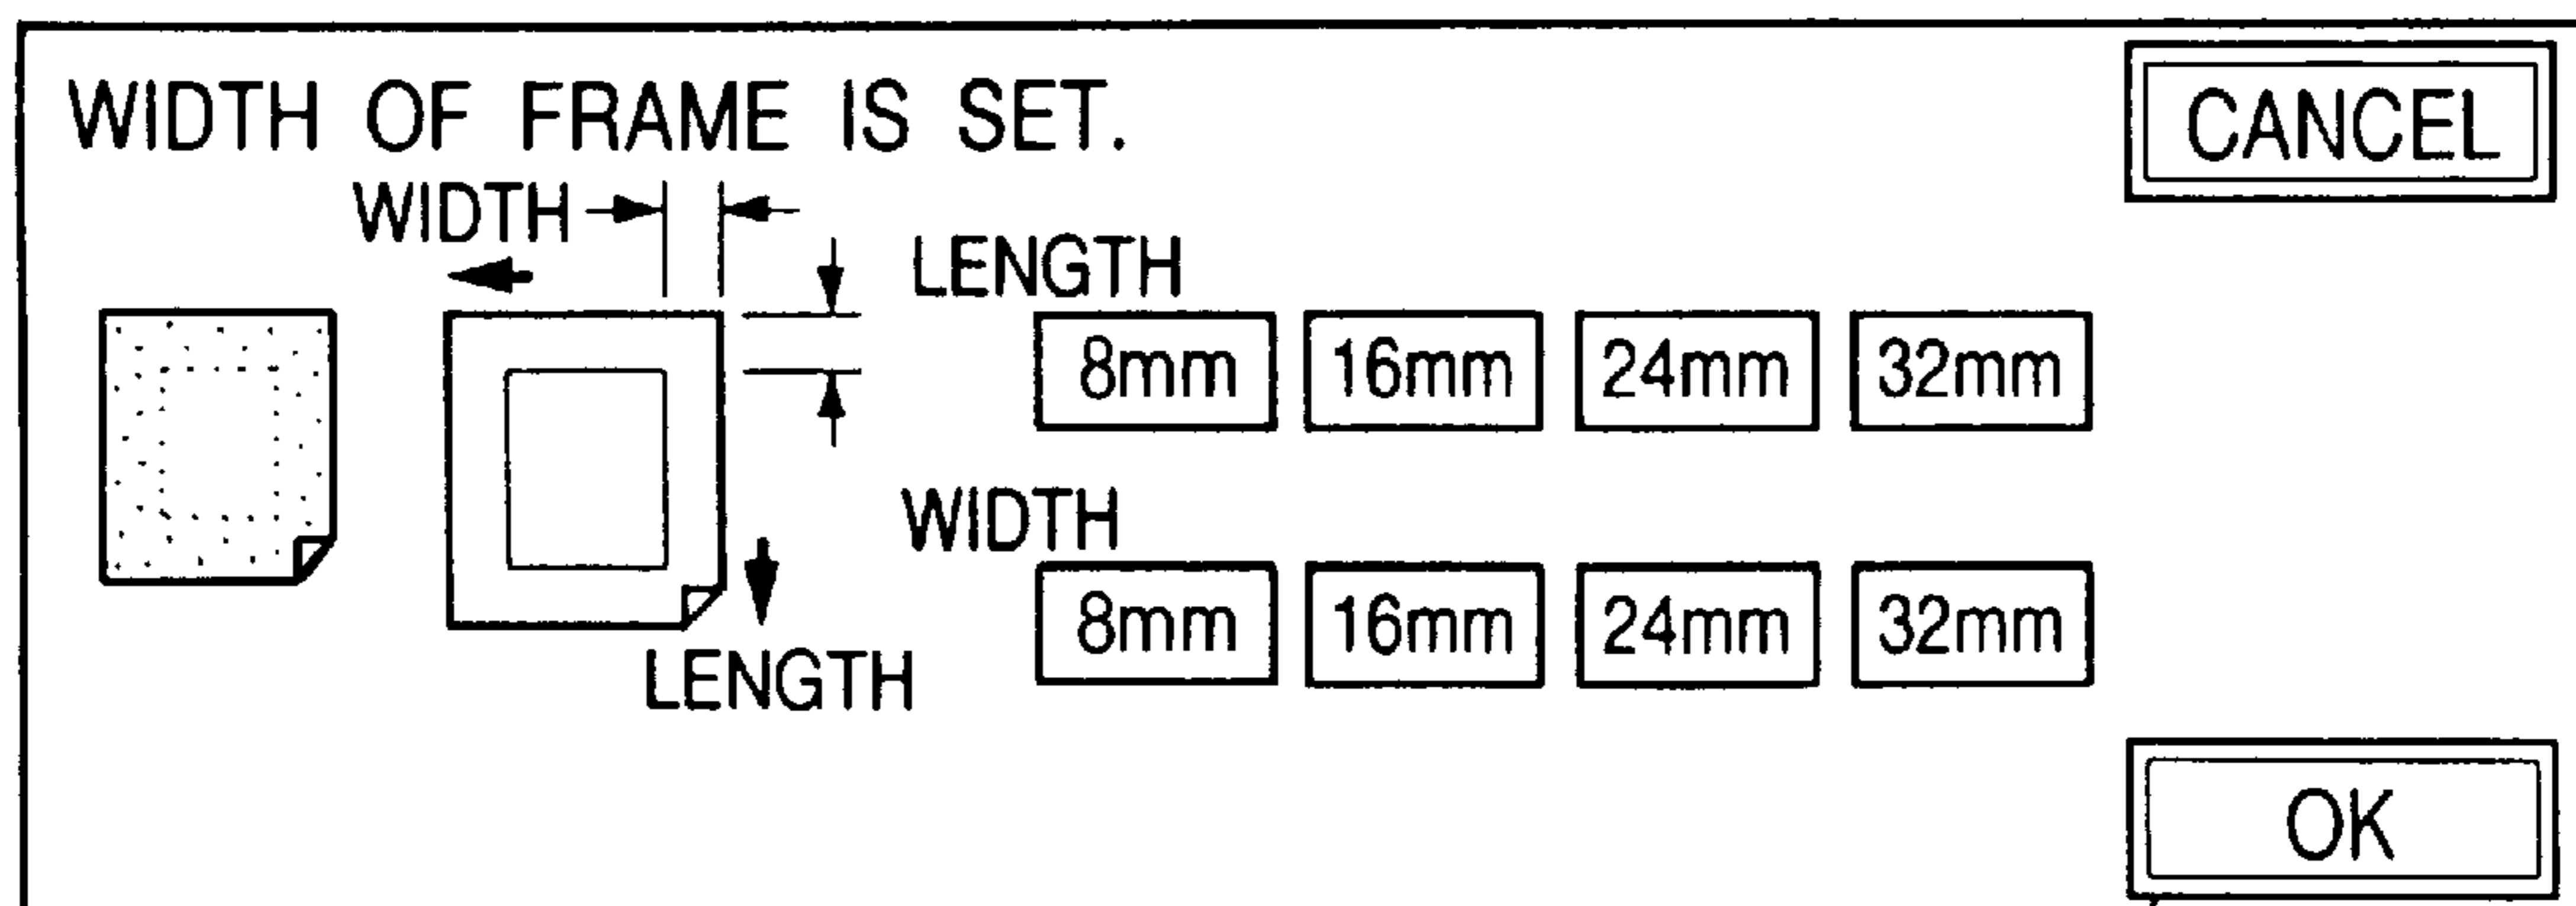 WIDTH OF FRAME IS SET.
CANCEL
WIDTH
LENGTH
8mm 16mm 24mm 32mm
WIDTH
8mm 16mm 24mm 32mm
LENGTH
OK